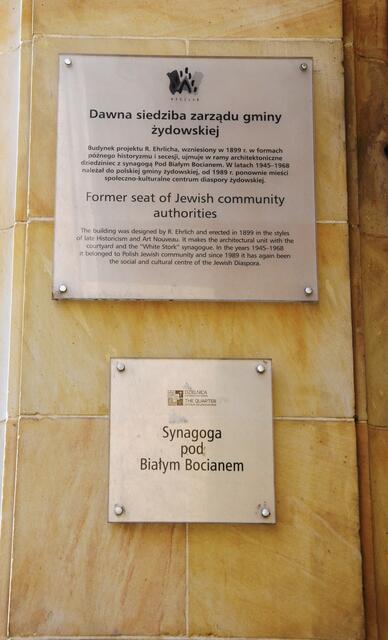 WROCŁAW
Dawna siedziba zarządu gminy
żydowskiej
Budynek projektu R. Ehrlicha, wzniesiony w 1899 r. w formach
późnego historyzmu i secesji, ujmuje w ramy architektoniczne
dziedziniec z synagogą Pod Białym Bocianem. W latach 1945–1968
należał do polskiej gminy żydowskiej, od 1989 r. ponownie mieści
społeczno-kulturalne centrum diaspory żydowskiej.
Former seat of Jewish community
authorities
The building was designed by R. Ehrlich and erected in 1899 in the styles
of late Historicism and Art Nouveau. It makes the architectural unit with the
courtyard and the "White Stork" synagogue. In the years 1945–1968
it belonged to Polish Jewish community and since 1989 it has again been
the social and cultural centre of the Jewish Diaspora.
DZIELNICA
THE QUARTER
Synagoga
pod
Białym Bocianem